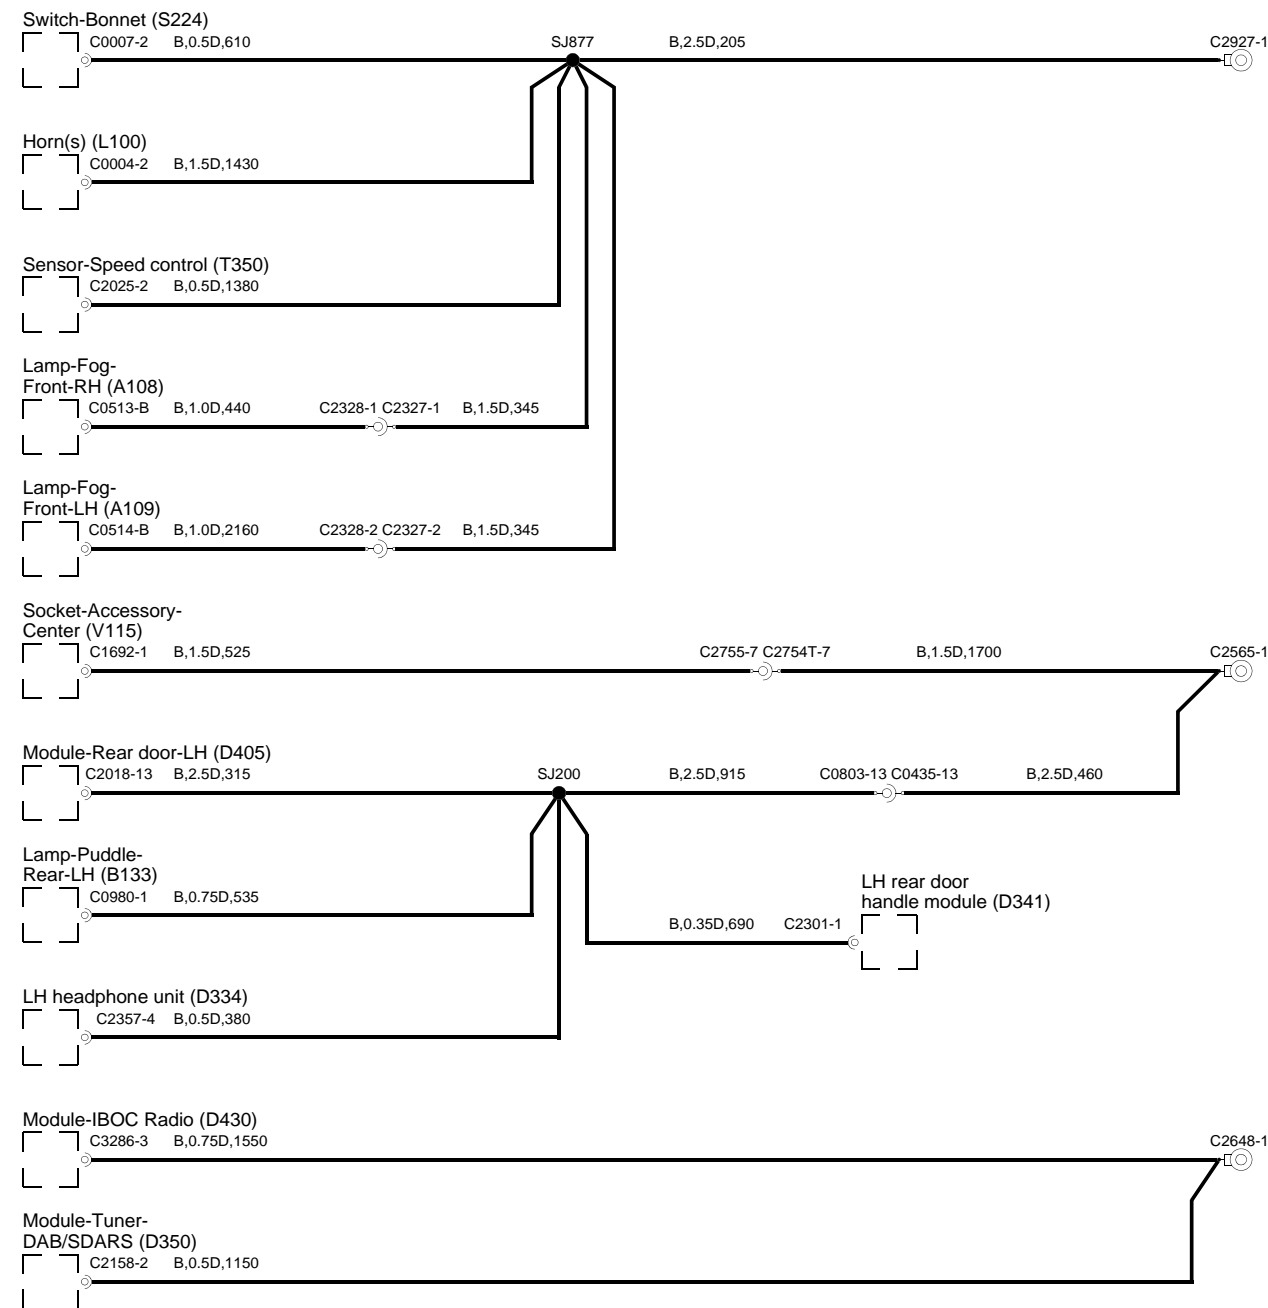 Switch-Bonnet (S224)
C0007-2 B,0.5D,610 SJ877 B,2.5D,205 C2927-1
Horn(s) (L100)
C0004-2 B,1.5D,1430
Sensor-Speed control (T350)
C2025-2 B,0.5D,1380
Lamp-Fog-
Front-RH (A108)
C0513-B B,1.0D,440 C2328-1 C2327-1 B,1.5D,345
Lamp-Fog-
Front-LH (A109)
C0514-B B,1.0D,2160 C2328-2 C2327-2 B,1.5D,345
Socket-Accessory-
Center (V115)
C1692-1 B,1.5D,525 C2755-7 C2754T-7 B,1.5D,1700 C2565-1
Module-Rear door-LH (D405)
C2018-13 B,2.5D,315 SJ200 B,2.5D,915 C0803-13 C0435-13 B,2.5D,460
Lamp-Puddle-
Rear-LH (B133)
C0980-1 B,0.75D,535
LH rear door
handle module (D341)
B,0.35D,690 C2301-1
LH headphone unit (D334)
C2357-4 B,0.5D,380
Module-IBOC Radio (D430)
C3286-3 B,0.75D,1550 C2648-1
Module-Tuner-
DAB/SDARS (D350)
C2158-2 B,0.5D,1150